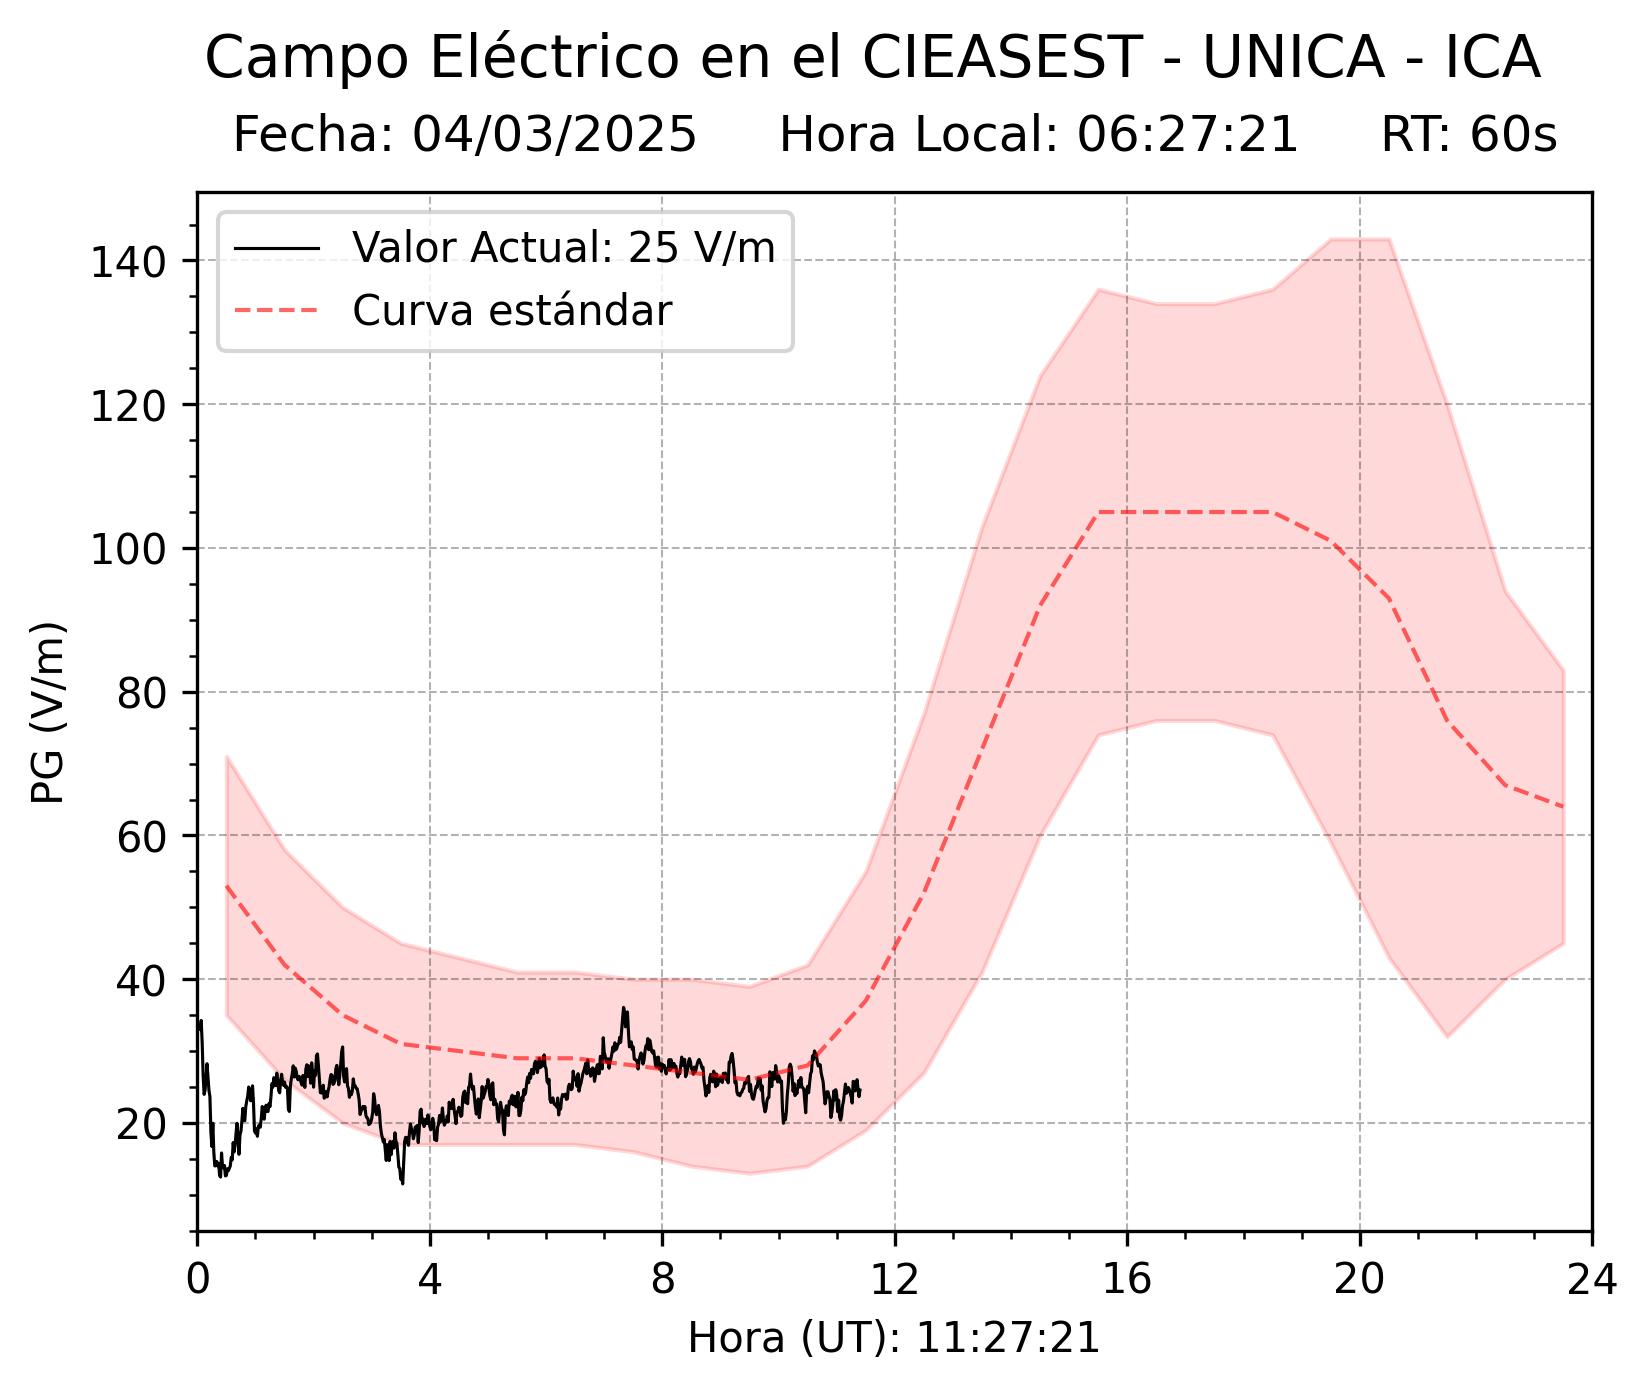 Campo Eléctrico en el CIEASEST - UNICA - ICA
Fecha: 04/03/2025 Hora Local: 06:27:21 RT: 60s
Valor Actual: 25 V/m
Curva estándar
140
120
100
80
60
40
20
PG (V/m)
0 4 8 12 16 20 24
Hora (UT): 11:27:21